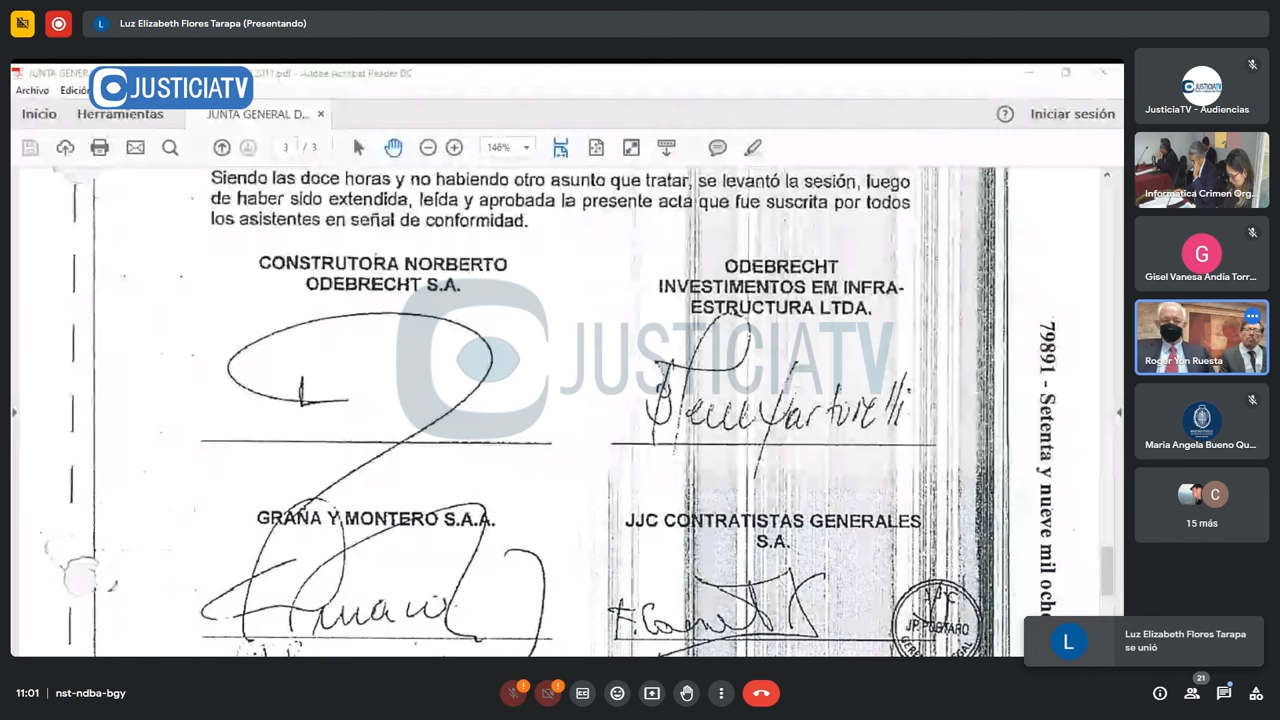 Luz Elizabeth Flores Tarapa (Presentando)
JUSTICIATV
Archivo
Inicio
Herramientas
JUNTA GENERAL D...
Iniciar sesión
3 / 3
146%
Siendo las doce horas y no habiendo otro asunto que tratar, se levantó la sesión, luego
de haber sido extendida, leída y aprobada la presente acta que fue suscrita por todos
los asistentes en señal de conformidad.
CONSTRUTORA NORBERTO
ODEBRECHT S.A.
ODEBRECHT
INVESTIMENTOS EM INFRA-
ESTRUCTURA LTDA.
JUSTICIATV
GRAÑA Y MONTERO S.A.A.
JJC CONTRATISTAS GENERALES
S.A.
79891 - Setenta y nueve mil
JusticiaTV - Audiencias
Informatica Crimen Org...
G
Gisel Vanesa Andía Torr...
Roger Yon Ruesta
Maria Angela Bueno Qu...
C
15 más
L
Luz Elizabeth Flores Tarapa
se unió
11:01
nst-ndba-bgy
21